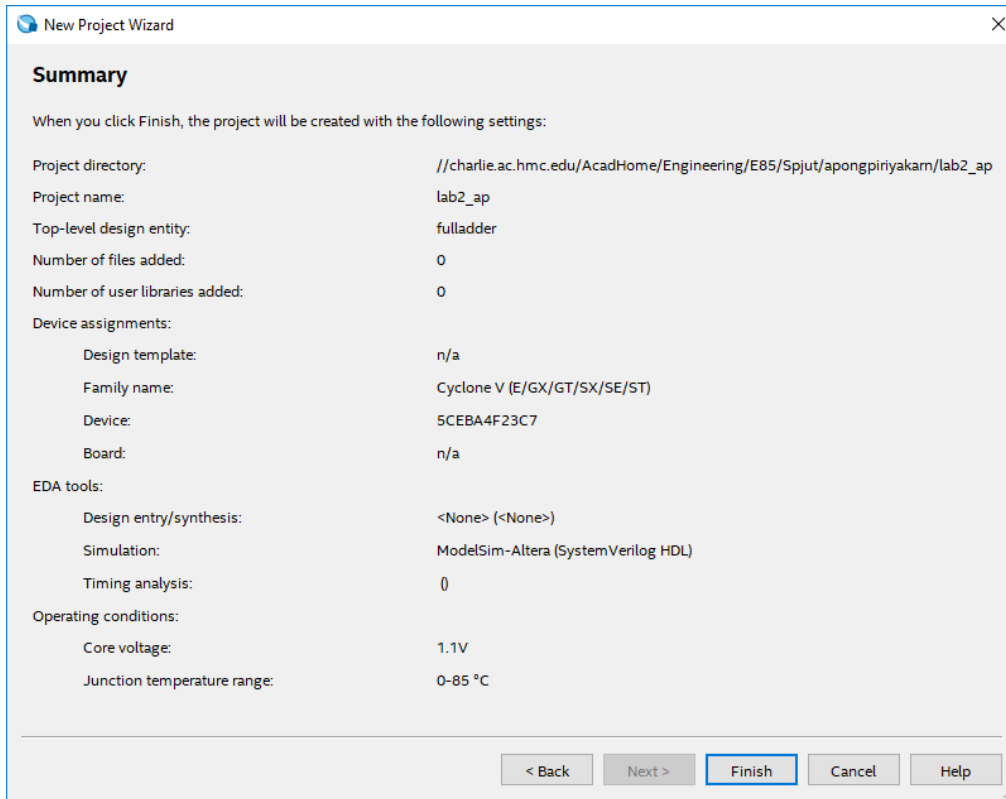 New Project Wizard
Summary
When you click Finish, the project will be created with the following settings:
Project directory: //charlie.ac.hmc.edu/AcadHome/Engineering/E85/Spjut/apongpiriyakarn/lab2_ap
Project name: lab2_ap
Top-level design entity: fulladder
Number of files added: 0
Number of user libraries added: 0
Device assignments:
Design template: n/a
Family name: Cyclone V (E/GX/GT/SX/SE/ST)
Device: 5CEBA4F23C7
Board: n/a
EDA tools:
Design entry/synthesis: <None> (<None>)
Simulation: ModelSim-Altera (SystemVerilog HDL)
Timing analysis: ()
Operating conditions:
Core voltage: 1.1V
Junction temperature range: 0-85 °C
< Back Next > Finish Cancel Help